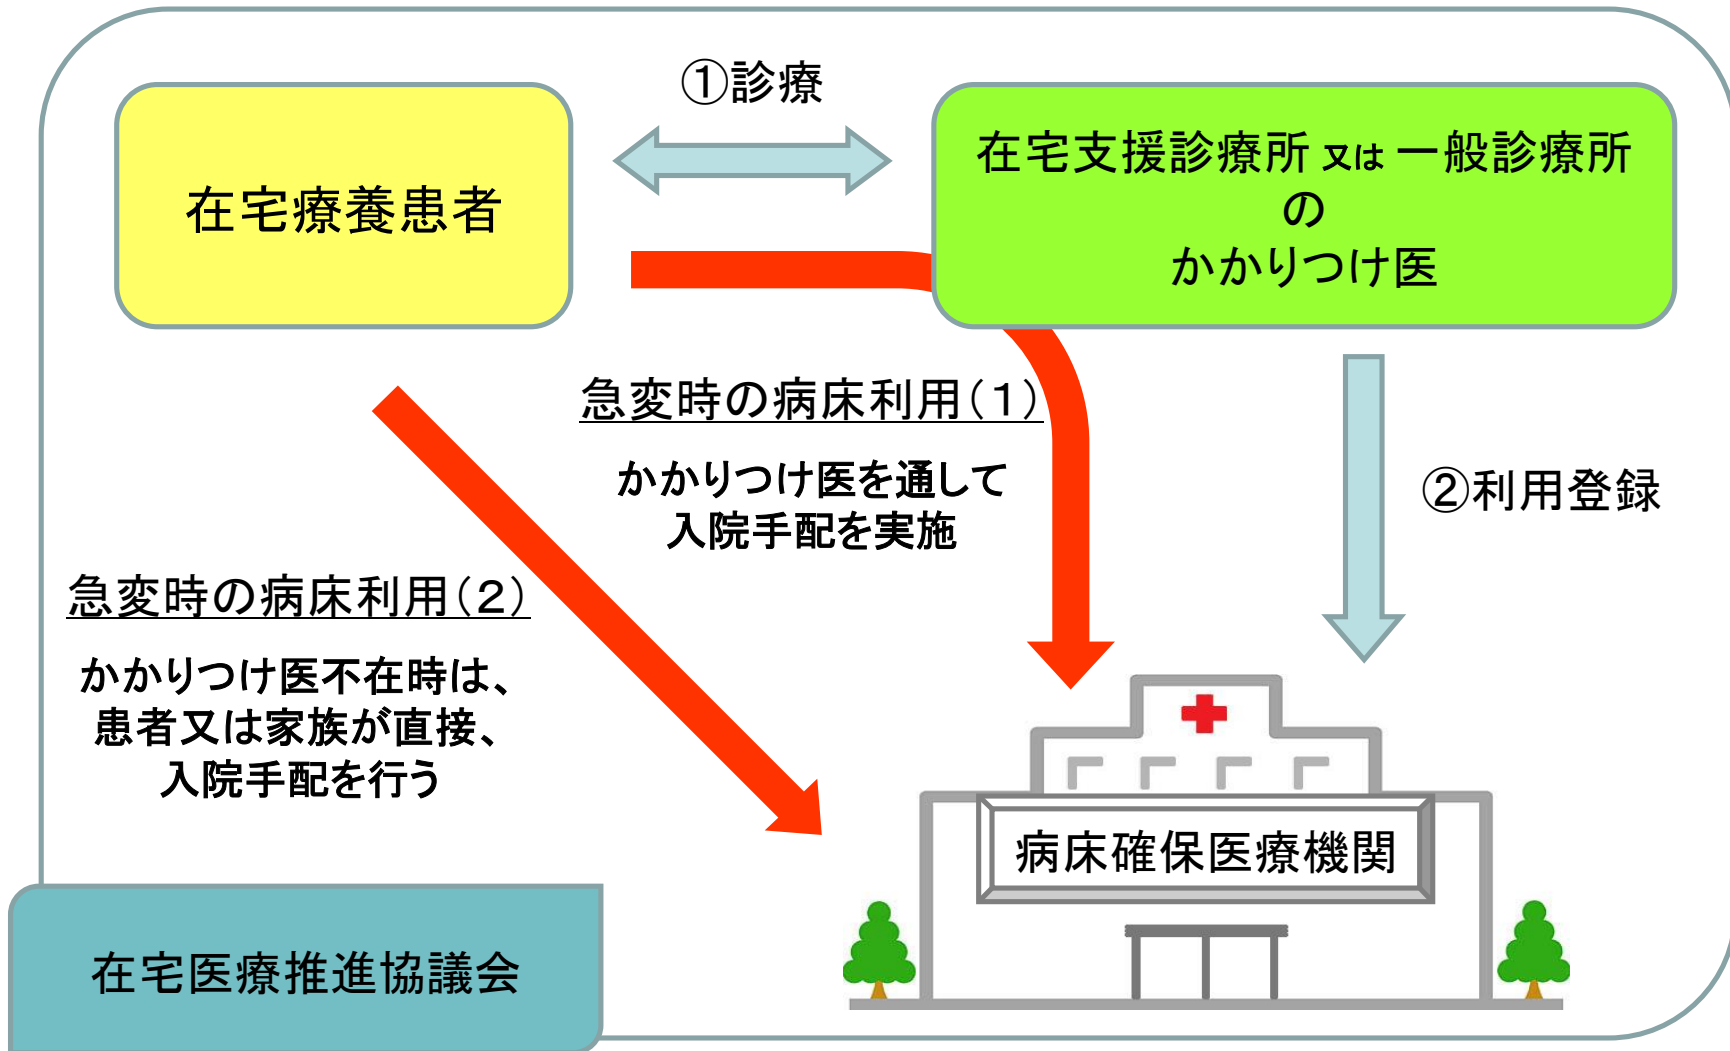 ①診療
在宅療養患者
在宅支援診療所 又は 一般診療所
の
かかりつけ医
急変時の病床利用(1)
かかりつけ医を通して
入院手配を実施
②利用登録
急変時の病床利用(2)
かかりつけ医不在時は、
患者又は家族が直接、
入院手配を行う
病床確保医療機関
在宅医療推進協議会